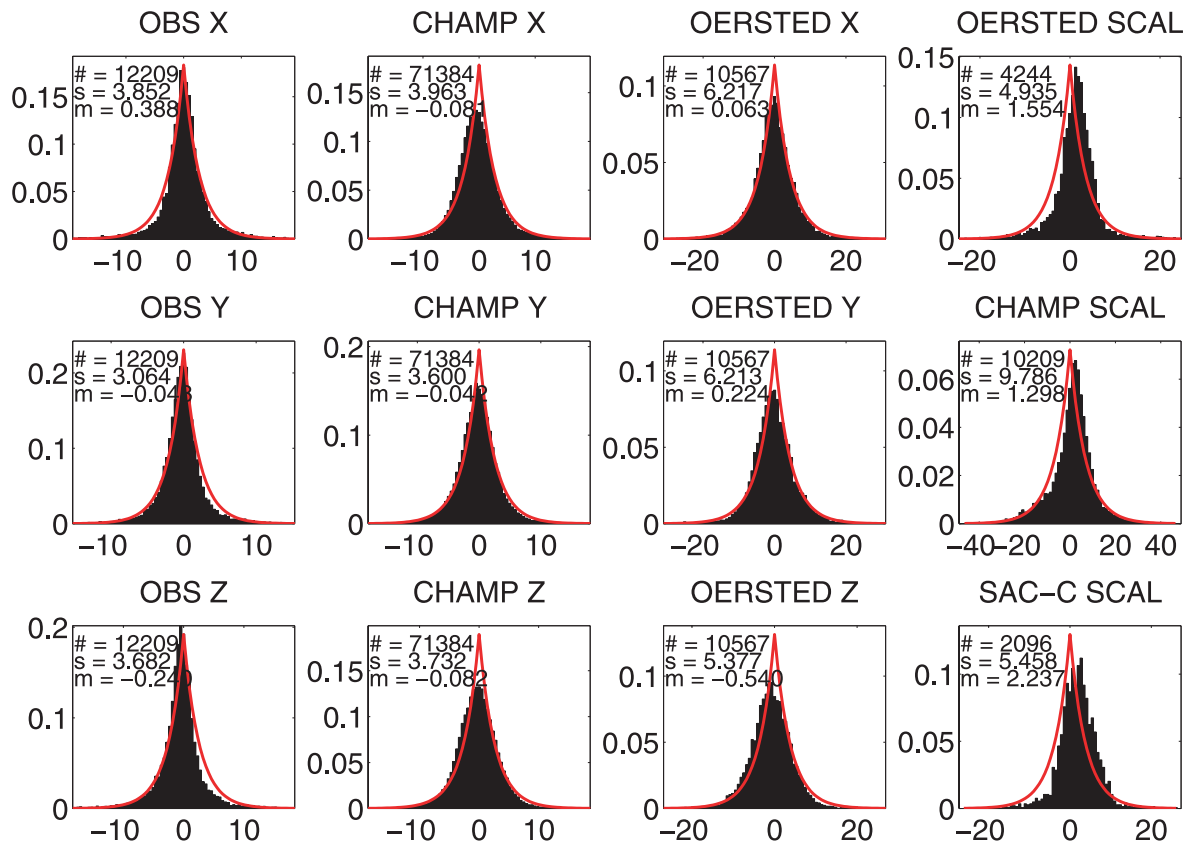 OBS X
# = 12209
s = 3.852
m = 0.388
0.15
0.1
0.05
0
−10 0 10
CHAMP X
# = 71384
s = 3.963
0.15
0.1
0.05
0
−10 0 10
OERSTED X
# = 10567
s = 6.217
m = 0.063
0.1
0.05
0
−20 0 20
OERSTED SCAL
# = 4244
s = 4.935
m = 1.554
0.15
0.1
0.05
0
−20 0 20
OBS Y
# = 12209
s = 3.064
m = −0.043
0.2
0.1
0
−10 0 10
CHAMP Y
# = 71384
s = 3.600
m = −0.042
0.2
0.1
0
−10 0 10
OERSTED Y
# = 10567
s = 6.213
m = 0.224
0.1
0.05
0
−20 0 20
CHAMP SCAL
# = 10209
s = 9.786
m = 1.298
0.06
0.04
0.02
0
−40 −20 0 20 40
OBS Z
# = 12209
s = 3.682
m = −0.240
0.2
0.1
0
−10 0 10
CHAMP Z
# = 71384
s = 3.732
m = −0.082
0.15
0.1
0.05
0
−10 0 10
OERSTED Z
# = 10567
s = 5.377
m = −0.540
0.1
0.05
0
−20 0 20
SAC−C SCAL
# = 2096
s = 5.458
m = 2.237
0.1
0.05
0
−20 0 20